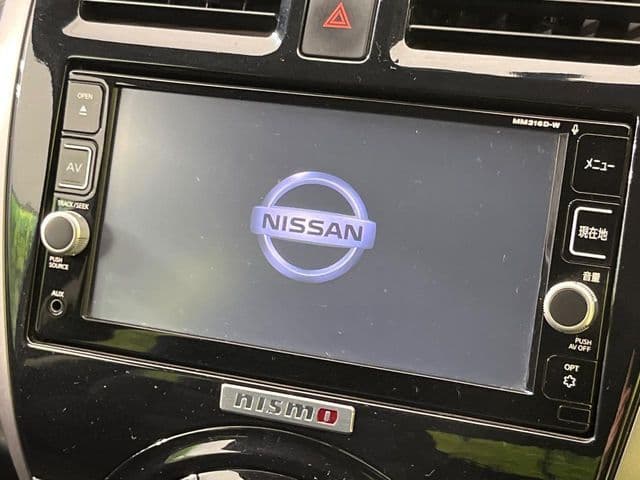 MM316D-W
OPEN
AV
TRACK/SEEK
PUSH
SOURCE
AUX
NISSAN
メニュー
現在地
音量
PUSH
AV OFF
OPT
nismo